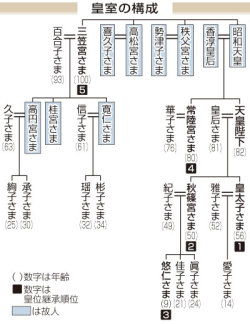 皇室の構成
昭和天皇
香淳皇后
秩父宮さま
勢津子さま
高松宮さま
喜久子さま
三笠宮さま(100)
5
百合子さま(93)
天皇陛下(82)
皇后さま(81)
常陸宮さま(80)
4
華子さま(76)
寛仁さま
信子さま(61)
桂宮さま
高円宮さま
久子さま(63)
皇太子さま(56)
1
雅子さま(52)
秋篠宮さま(50)
2
紀子さま(49)
彬子さま(34)
瑶子さま(32)
承子さま(30)
絢子さま(25)
愛子さま(14)
眞子さま(24)
佳子さま(21)
悠仁さま(9)
3
( )数字は年齢
■数字は
皇位継承順位
は故人